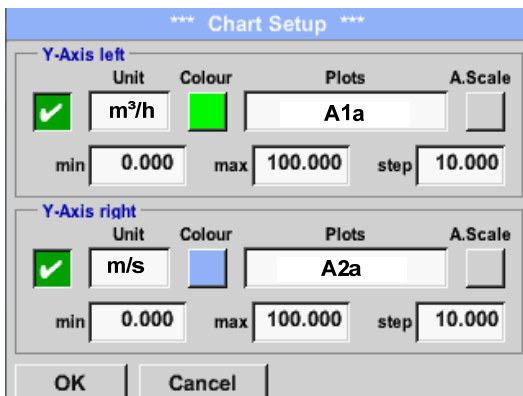 *** Chart Setup ***
Y-Axis left
Unit Colour Plots A.Scale
m³/h A1a
min 0.000 max 100.000 step 10.000
Y-Axis right
Unit Colour Plots A.Scale
m/s A2a
min 0.000 max 100.000 step 10.000
OK Cancel